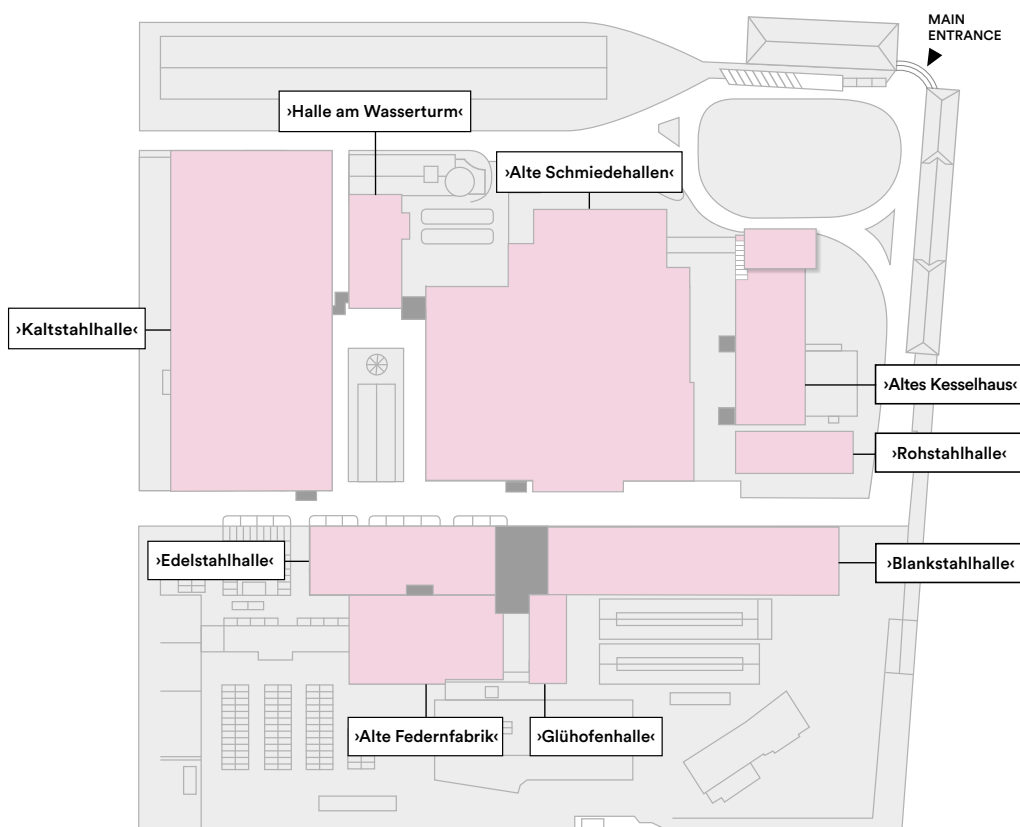 MAIN
ENTRANCE
›Halle am Wasserturm‹
›Alte Schmiedehallen‹
›Kaltstahlhalle‹
›Altes Kesselhaus‹
›Rohstahlhalle‹
›Edelstahlhalle‹
›Blankstahlhalle‹
›Alte Federnfabrik‹
›Glühofenhalle‹